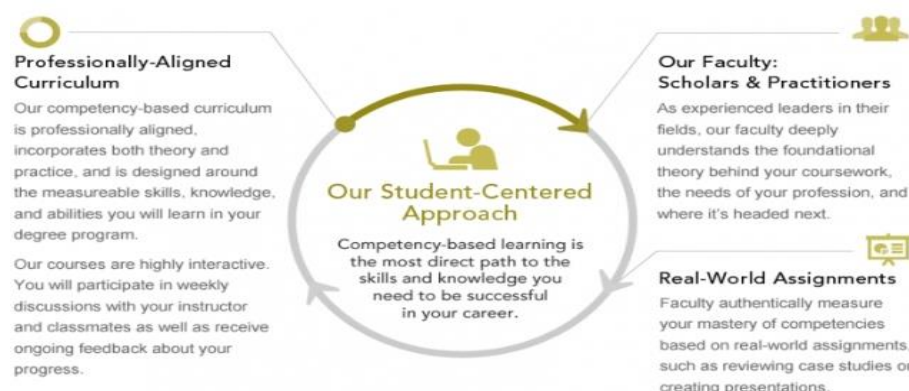 Professionally-Aligned
Curriculum
Our competency-based curriculum
is professionally aligned,
incorporates both theory and
practice, and is designed around
the measureable skills, knowledge,
and abilities you will learn in your
degree program.
Our courses are highly interactive.
You will participate in weekly
discussions with your instructor
and classmates as well as receive
ongoing feedback about your
progress.
Our Student-Centered
Approach
Competency-based learning is
the most direct path to the
skills and knowledge you
need to be successful
in your career.
Our Faculty:
Scholars & Practitioners
As experienced leaders in their
fields, our faculty deeply
understands the foundational
theory behind your coursework,
the needs of your profession, and
where it's headed next.
Real-World Assignments
Faculty authentically measure
your mastery of competencies
based on real-world assignments,
such as reviewing case studies or
creating presentations.